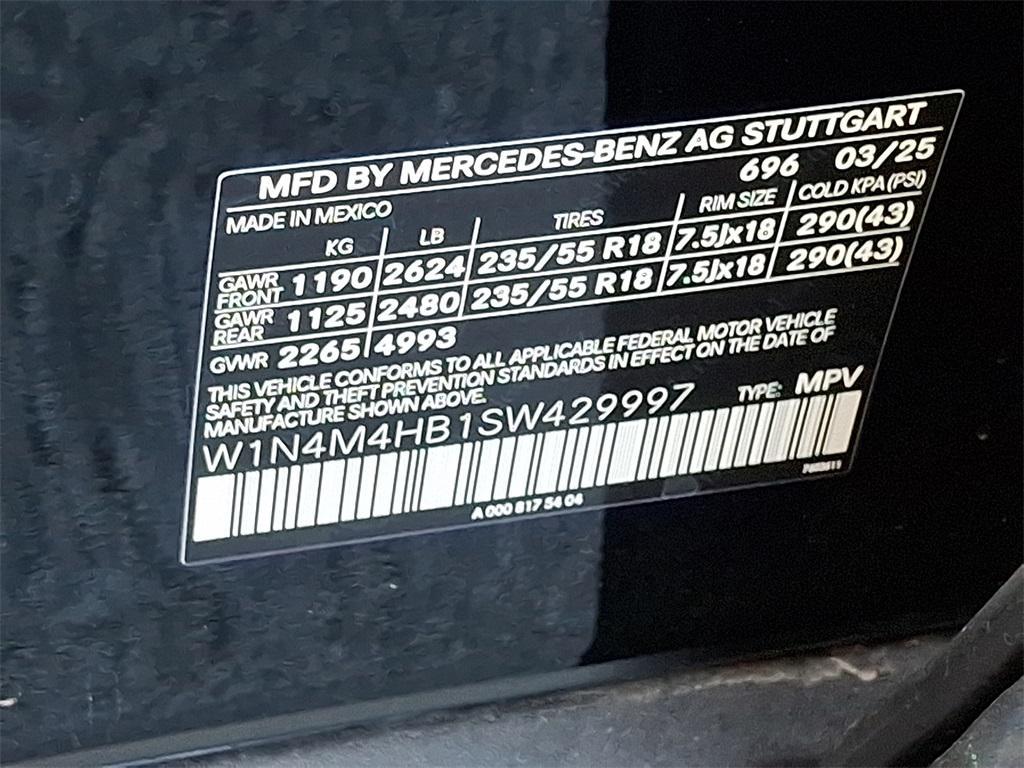 MFD BY MERCEDES-BENZ AG STUTTGART
MADE IN MEXICO 696 03/25
KG LB TIRES RIM SIZE COLD KPA (PSI)
GAWR FRONT 1190 2624 235/55 R18 7.5Jx18 290(43)
GAWR REAR 1125 2480 235/55 R18 7.5Jx18 290(43)
GVWR 2265 4993
THIS VEHICLE CONFORMS TO ALL APPLICABLE FEDERAL MOTOR VEHICLE
SAFETY AND THEFT PREVENTION STANDARDS IN EFFECT ON THE DATE OF
MANUFACTURE SHOWN ABOVE.
W1N4M4HB1SW429997 TYPE: MPV
A 000 817 54 04